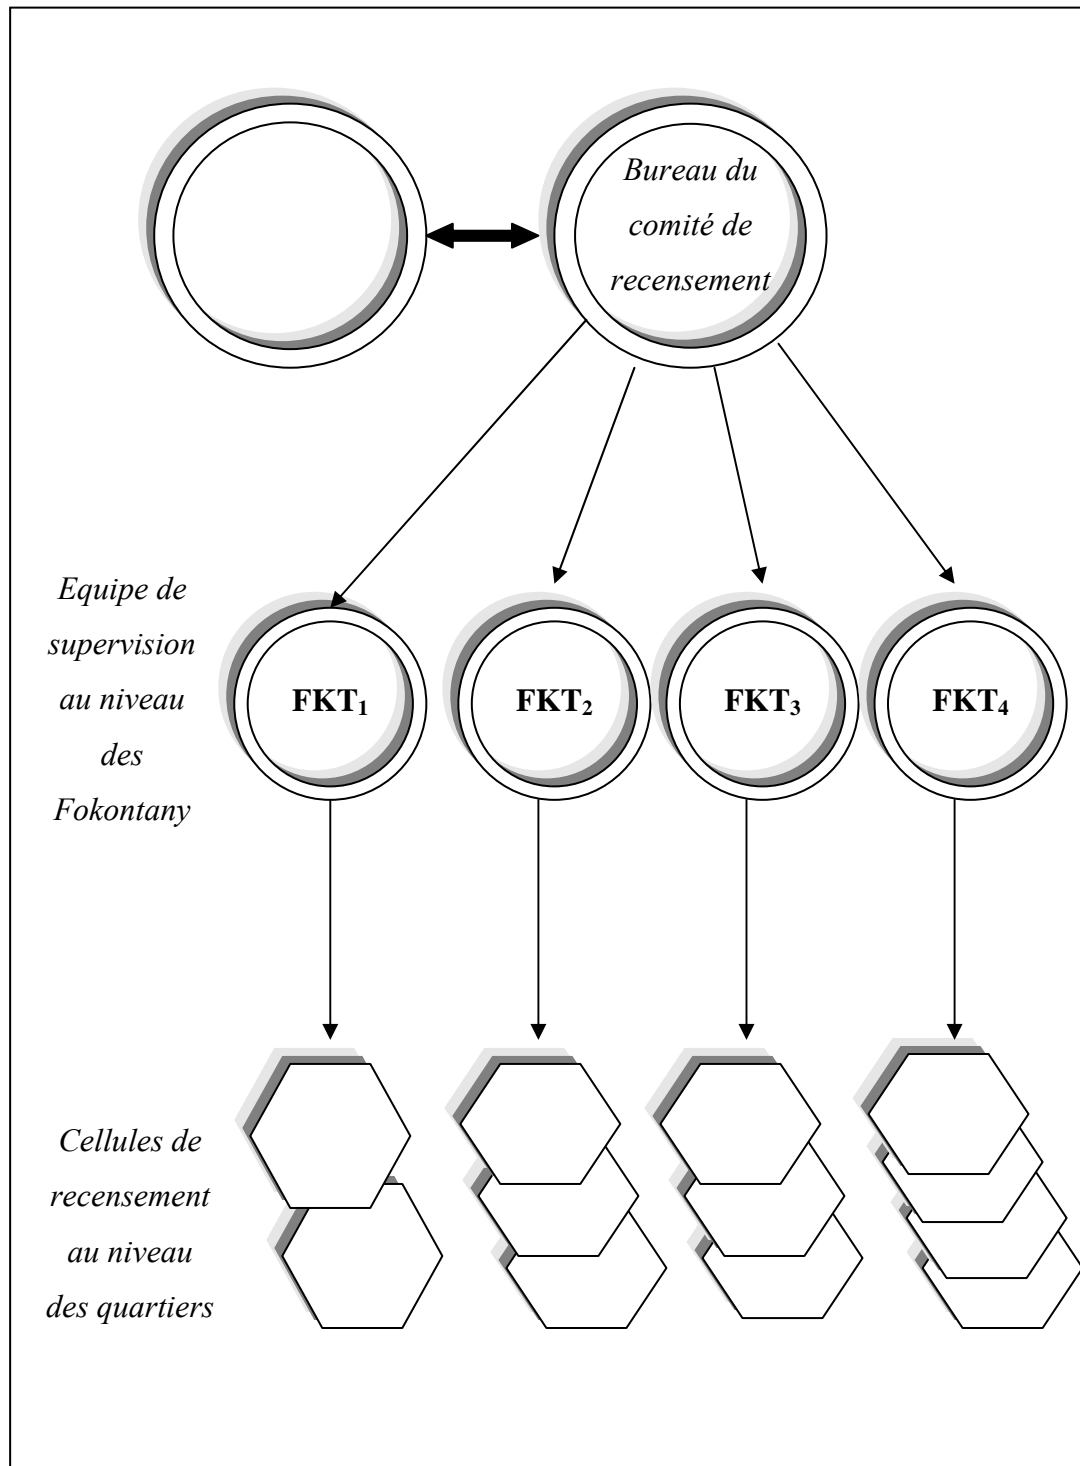 Bureau du
comité de
recensement
Equipe de
supervision
au niveau
des
Fokontany
FKT₁ FKT₂ FKT₃ FKT₄
Cellules de
recensement
au niveau
des quartiers